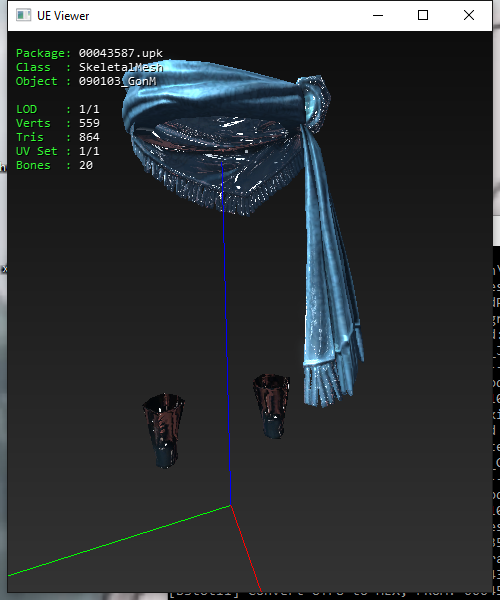 UE Viewer
Package: 00043587.upk
Class : SkeletalMesh
Object : 090103_GonM
LOD : 1/1
Verts : 559
Tris : 864
UV Set : 1/1
Bones : 20